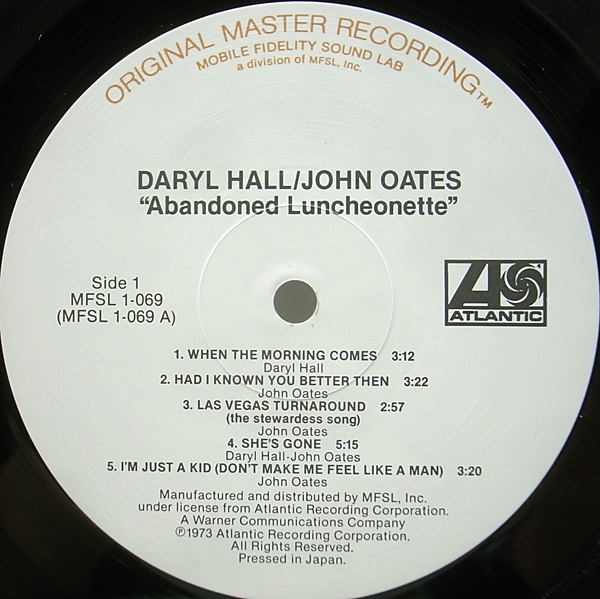 ORIGINAL MASTER RECORDING™
MOBILE FIDELITY SOUND LAB
a division of MFSL, Inc.
DARYL HALL/JOHN OATES
“Abandoned Luncheonette”
Side 1
MFSL 1-069
(MFSL 1-069 A)
ATLANTIC
1. WHEN THE MORNING COMES 3:12
Daryl Hall
2. HAD I KNOWN YOU BETTER THEN 3:22
John Oates
3. LAS VEGAS TURNAROUND 2:57
(the stewardess song)
John Oates
4. SHE'S GONE 5:15
Daryl Hall-John Oates
5. I'M JUST A KID (DON'T MAKE ME FEEL LIKE A MAN) 3:20
John Oates
Manufactured and distributed by MFSL, Inc.
under license from Atlantic Recording Corporation.
A Warner Communications Company
℗1973 Atlantic Recording Corporation.
All Rights Reserved.
Pressed in Japan.